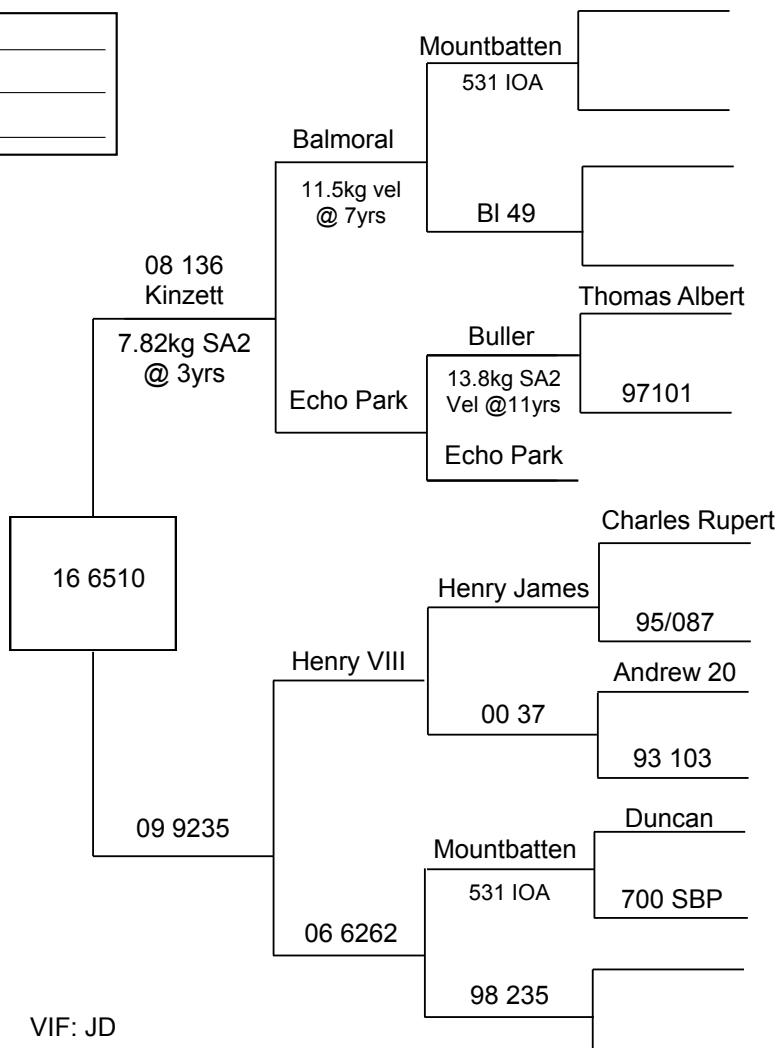 Mountbatten
531 IOA
Balmoral
11.5kg vel
@ 7yrs
BI 49
08 136
Kinzett
7.82kg SA2
@ 3yrs
Thomas Albert
Buller
13.8kg SA2
Vel @11yrs
97101
Echo Park
Echo Park
16 6510
Charles Rupert
Henry James
95/087
Henry VIII
Andrew 20
00 37
93 103
09 9235
Duncan
Mountbatten
531 IOA
700 SBP
06 6262
98 235
VIF: JD